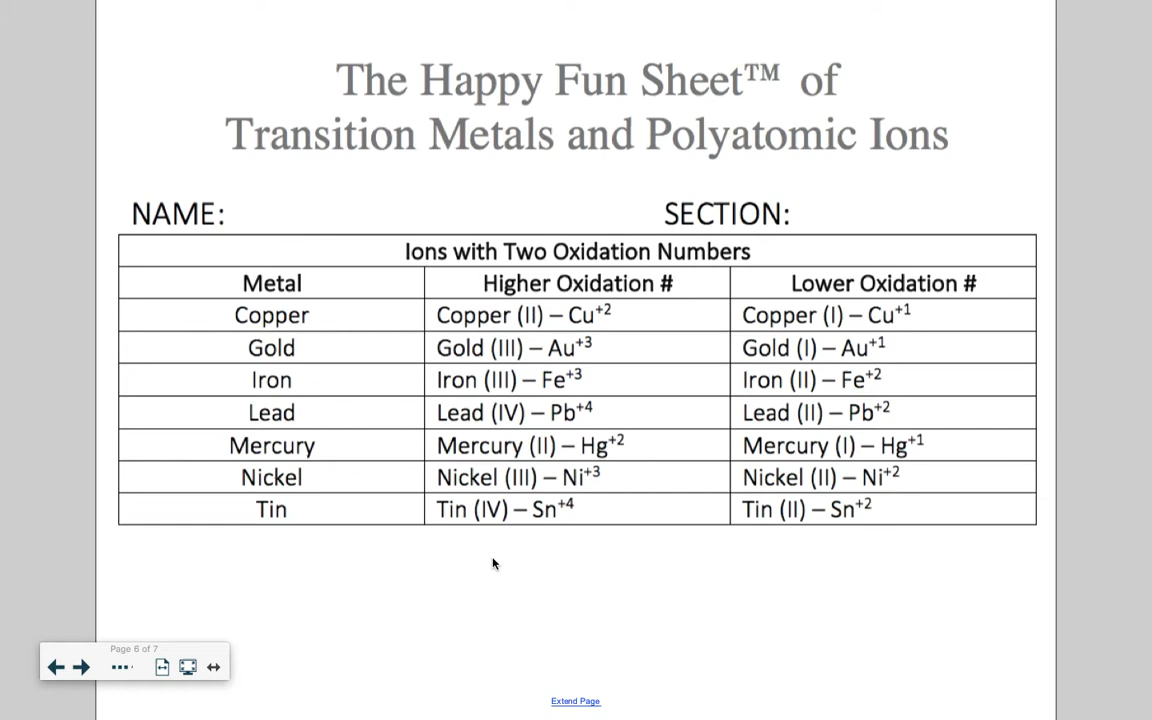 The Happy Fun Sheet™ of
Transition Metals and Polyatomic Ions
NAME: SECTION:
Ions with Two Oxidation Numbers
Metal Higher Oxidation # Lower Oxidation #
Copper Copper (II) – Cu⁺² Copper (I) – Cu⁺¹
Gold Gold (III) – Au⁺³ Gold (I) – Au⁺¹
Iron Iron (III) – Fe⁺³ Iron (II) – Fe⁺²
Lead Lead (IV) – Pb⁺⁴ Lead (II) – Pb⁺²
Mercury Mercury (II) – Hg⁺² Mercury (I) – Hg⁺¹
Nickel Nickel (III) – Ni⁺³ Nickel (II) – Ni⁺²
Tin Tin (IV) – Sn⁺⁴ Tin (II) – Sn⁺²
Page 6 of 7
Extend Page